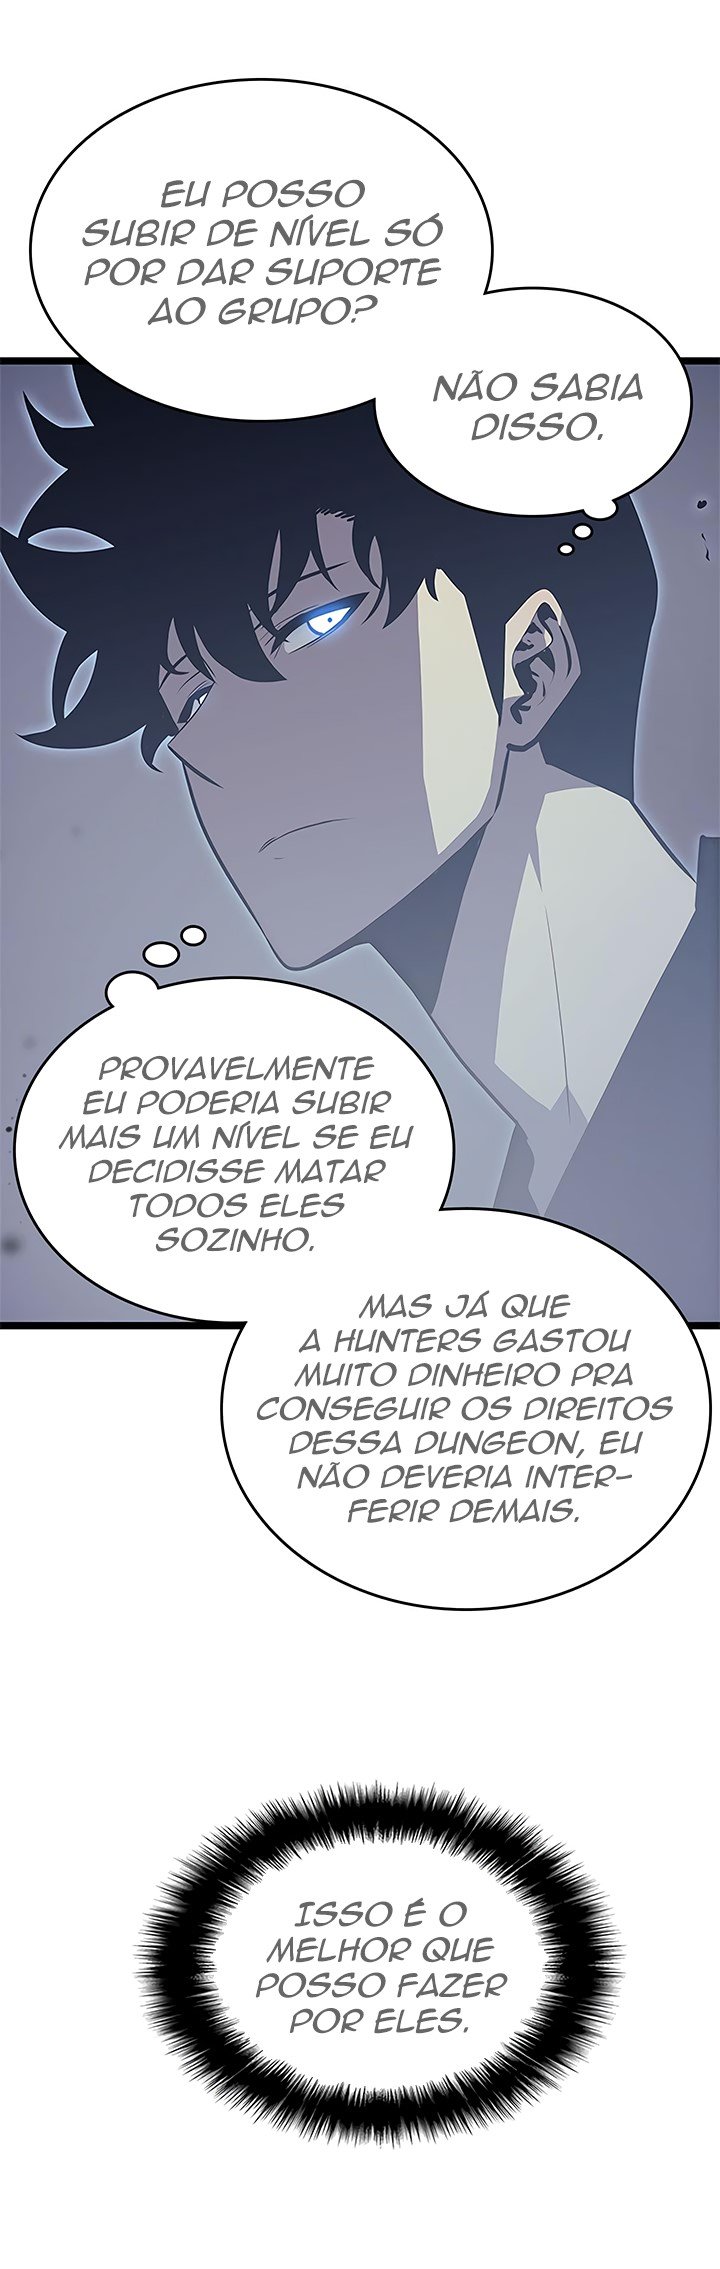 EU POSSO
SUBIR DE NÍVEL SÓ
POR DAR SUPORTE
AO GRUPO?
NÃO SABIA
DISSO.
PROVAVELMENTE
EU PODERIA SUBIR
MAIS UM NÍVEL SE EU
DECIDISSE MATAR
TODOS ELES
SOZINHO.
MAS JÁ QUE
A HUNTERS GASTOU
MUITO DINHEIRO PRA
CONSEGUIR OS DIREITOS
DESSA DUNGEON, EU
NÃO DEVERIA INTER-
FERIR DEMAIS.
ISSO É O
MELHOR QUE
POSSO FAZER
POR ELES.